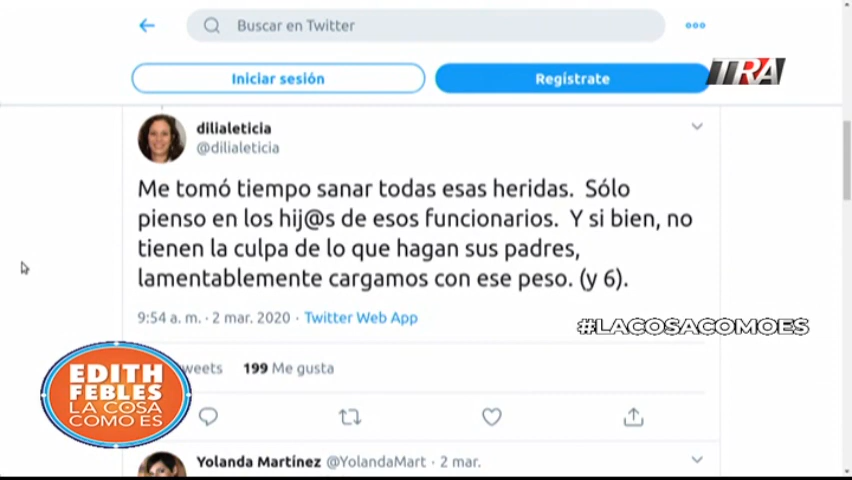 Buscar en Twitter
Iniciar sesión
Regístrate
TRA
dilialeticia
@dilialeticia
Me tomó tiempo sanar todas esas heridas. Sólo
pienso en los hij@s de esos funcionarios. Y si bien, no
tienen la culpa de lo que hagan sus padres,
lamentablemente cargamos con ese peso. (y 6).
9:54 a. m. · 2 mar. 2020 · Twitter Web App
#LACOSACOMOES
199 Me gusta
EDITH
FEBLES
LA COSA
COMO ES
Yolanda Martínez @YolandaMart · 2 mar.